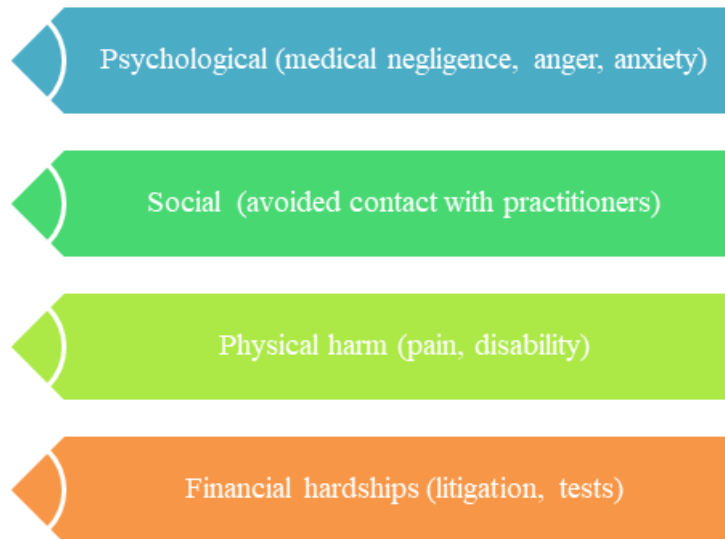 Psychological (medical negligence, anger, anxiety)
Social (avoided contact with practitioners)
Physical harm (pain, disability)
Financial hardships (litigation, tests)